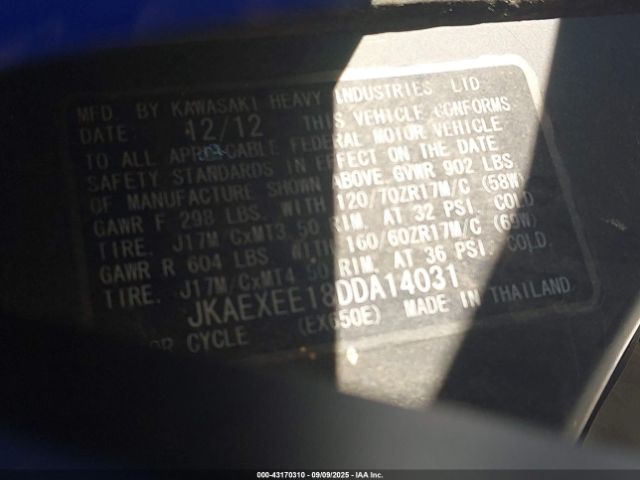 MFD. BY KAWASAKI HEAVY INDUSTRIES LTD
DATE: 12/12 THIS VEHICLE CONFORMS
TO ALL APPLICABLE FEDERAL MOTOR VEHICLE
SAFETY STANDARDS IN EFFECT ON THE DATE
OF MANUFACTURE SHOWN ABOVE GVWR 902 LBS.
GAWR F 298 LBS. WITH 120/70ZR17M/C (58W)
TIRE. J17M/CxMT3.50 RIM. AT 32 PSI. COLD
GAWR R 604 LBS WITH 160/60ZR17M/C (69W)
TIRE. J17M/CxMT4.50 RIM. AT 36 PSI. COLD.
JKAEXEE18DDA14031
CYCLE (EX650E) MADE IN THAILAND
000-43170310 - 09/09/2025 - IAA Inc.